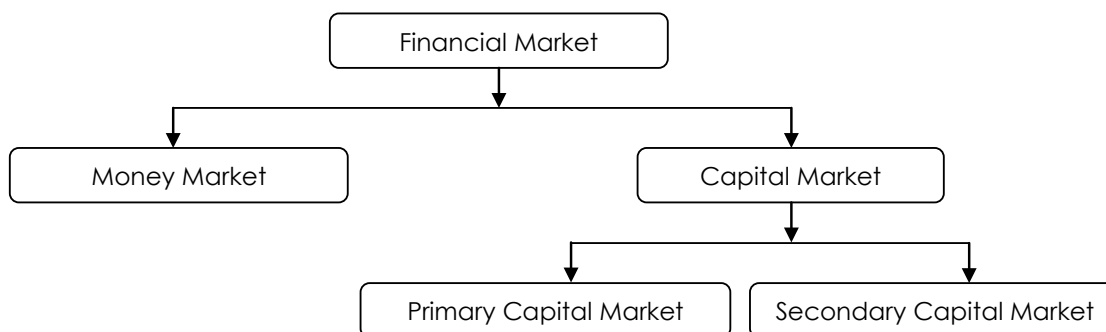 Financial Market
Money Market
Capital Market
Primary Capital Market
Secondary Capital Market